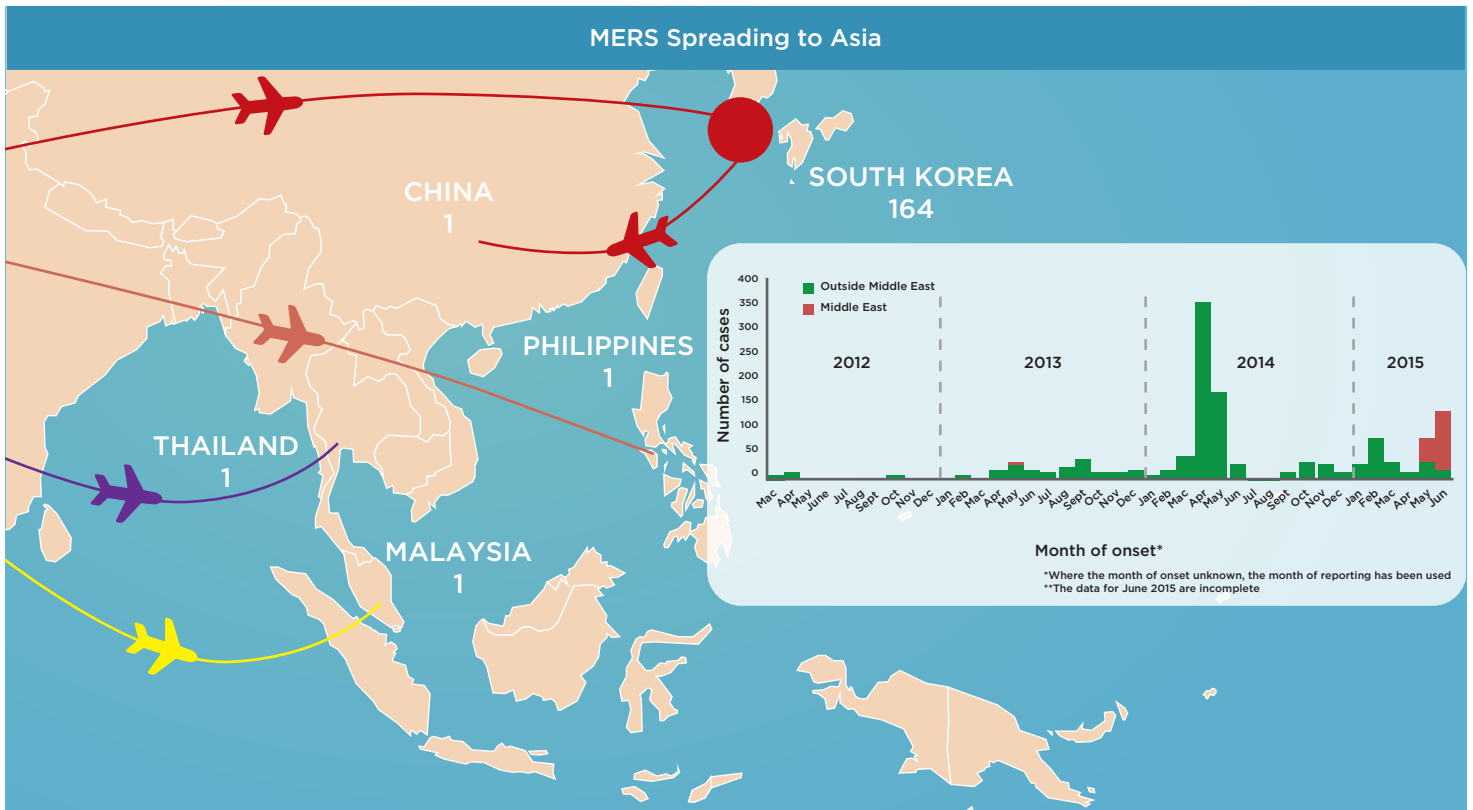 MERS Spreading to Asia
CHINA
1
SOUTH KOREA
164
PHILIPPINES
1
THAILAND
1
MALAYSIA
1
Number of cases
400
350
300
250
200
150
100
50
0
Outside Middle East
Middle East
2012
2013
2014
2015
Mac Apr May June Jul Aug Sept Oct Nov Dec Jan Feb Mac Apr May Jun Jul Aug Sept Oct Nov Dec Jan Feb Mac Apr May Jun Jul Aug Sept Oct Nov Dec Jan Feb Mac Apr May Jun
Month of onset*
*Where the month of onset unknown, the month of reporting has been used
**The data for June 2015 are incomplete